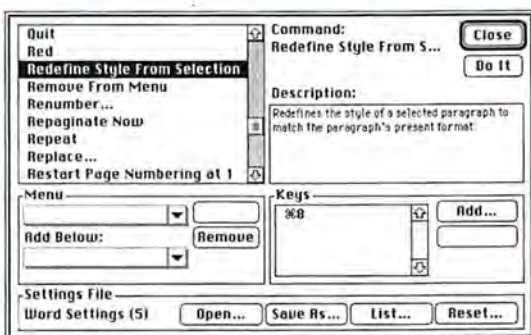 Quit
Red
Redefine Style From Selection
Remove From Menu
Renumber...
Repaginate Now
Repeat
Replace...
Restart Page Numbering at 1
Command:
Redefine Style From S...
Close
Do It
Description:
Redefines the style of a selected paragraph to
match the paragraph's present format.
Menu
Add Below:
Remove
Keys
⌘8
Add...
Settings File
Word Settings (5)
Open...
Save As...
List...
Reset...